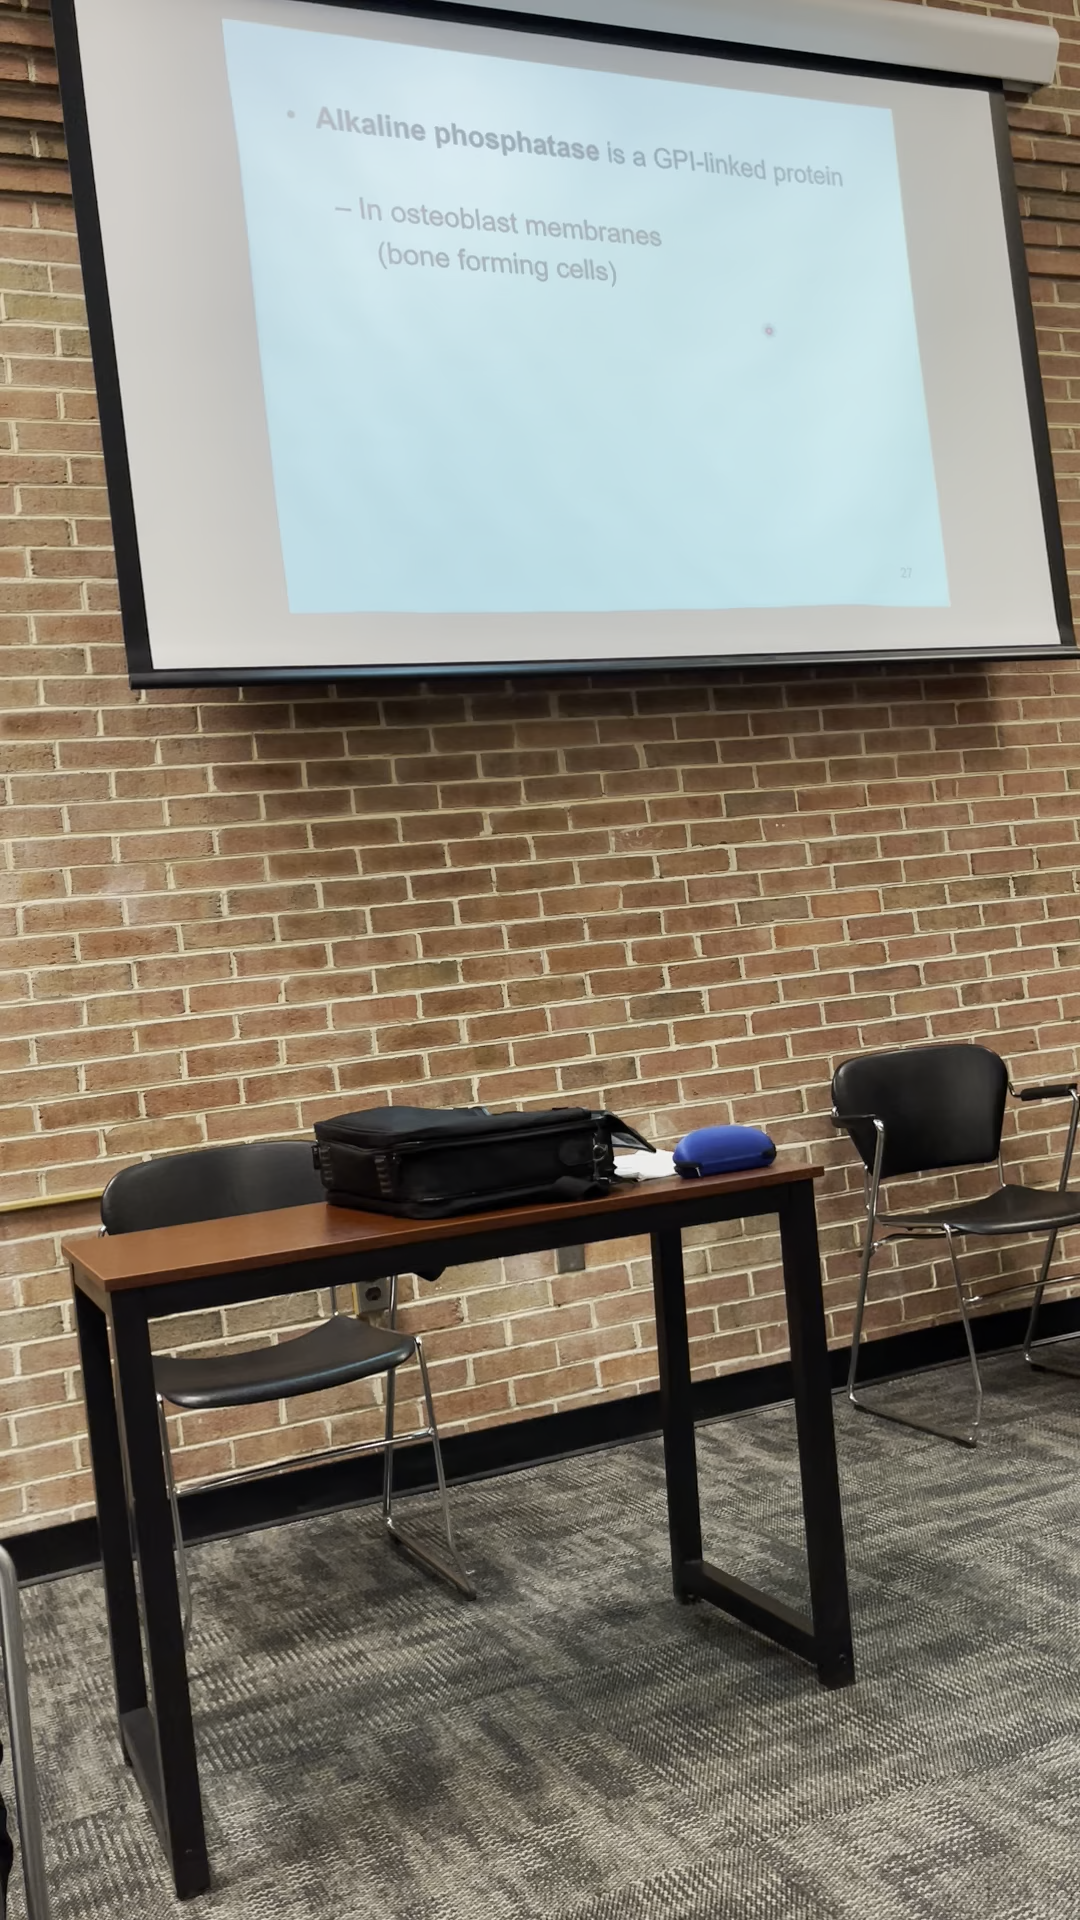 • Alkaline phosphatase is a GPI-linked protein
– In osteoblast membranes
(bone forming cells)
27